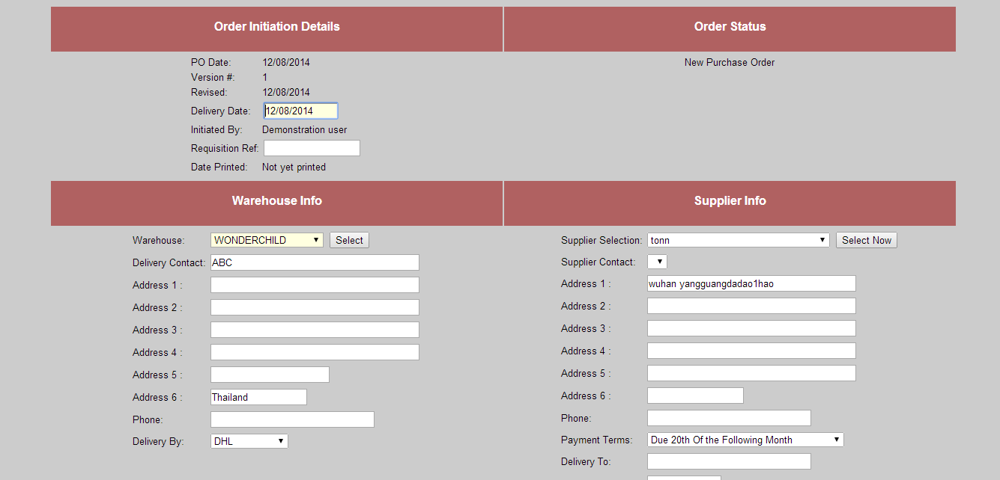 Order Initiation Details
Order Status
PO Date: 12/08/2014
Version #: 1
Revised: 12/08/2014
Delivery Date: 12/08/2014
Initiated By: Demonstration user
Requisition Ref:
Date Printed: Not yet printed
New Purchase Order
Warehouse Info
Warehouse: WONDERCHILD Select
Delivery Contact: ABC
Address 1 :
Address 2 :
Address 3 :
Address 4 :
Address 5 :
Address 6 : Thailand
Phone:
Delivery By: DHL
Supplier Info
Supplier Selection: tonn Select Now
Supplier Contact:
Address 1 : wuhan yangguangdadao1hao
Address 2 :
Address 3 :
Address 4 :
Address 5 :
Address 6 :
Phone:
Payment Terms: Due 20th Of the Following Month
Delivery To: